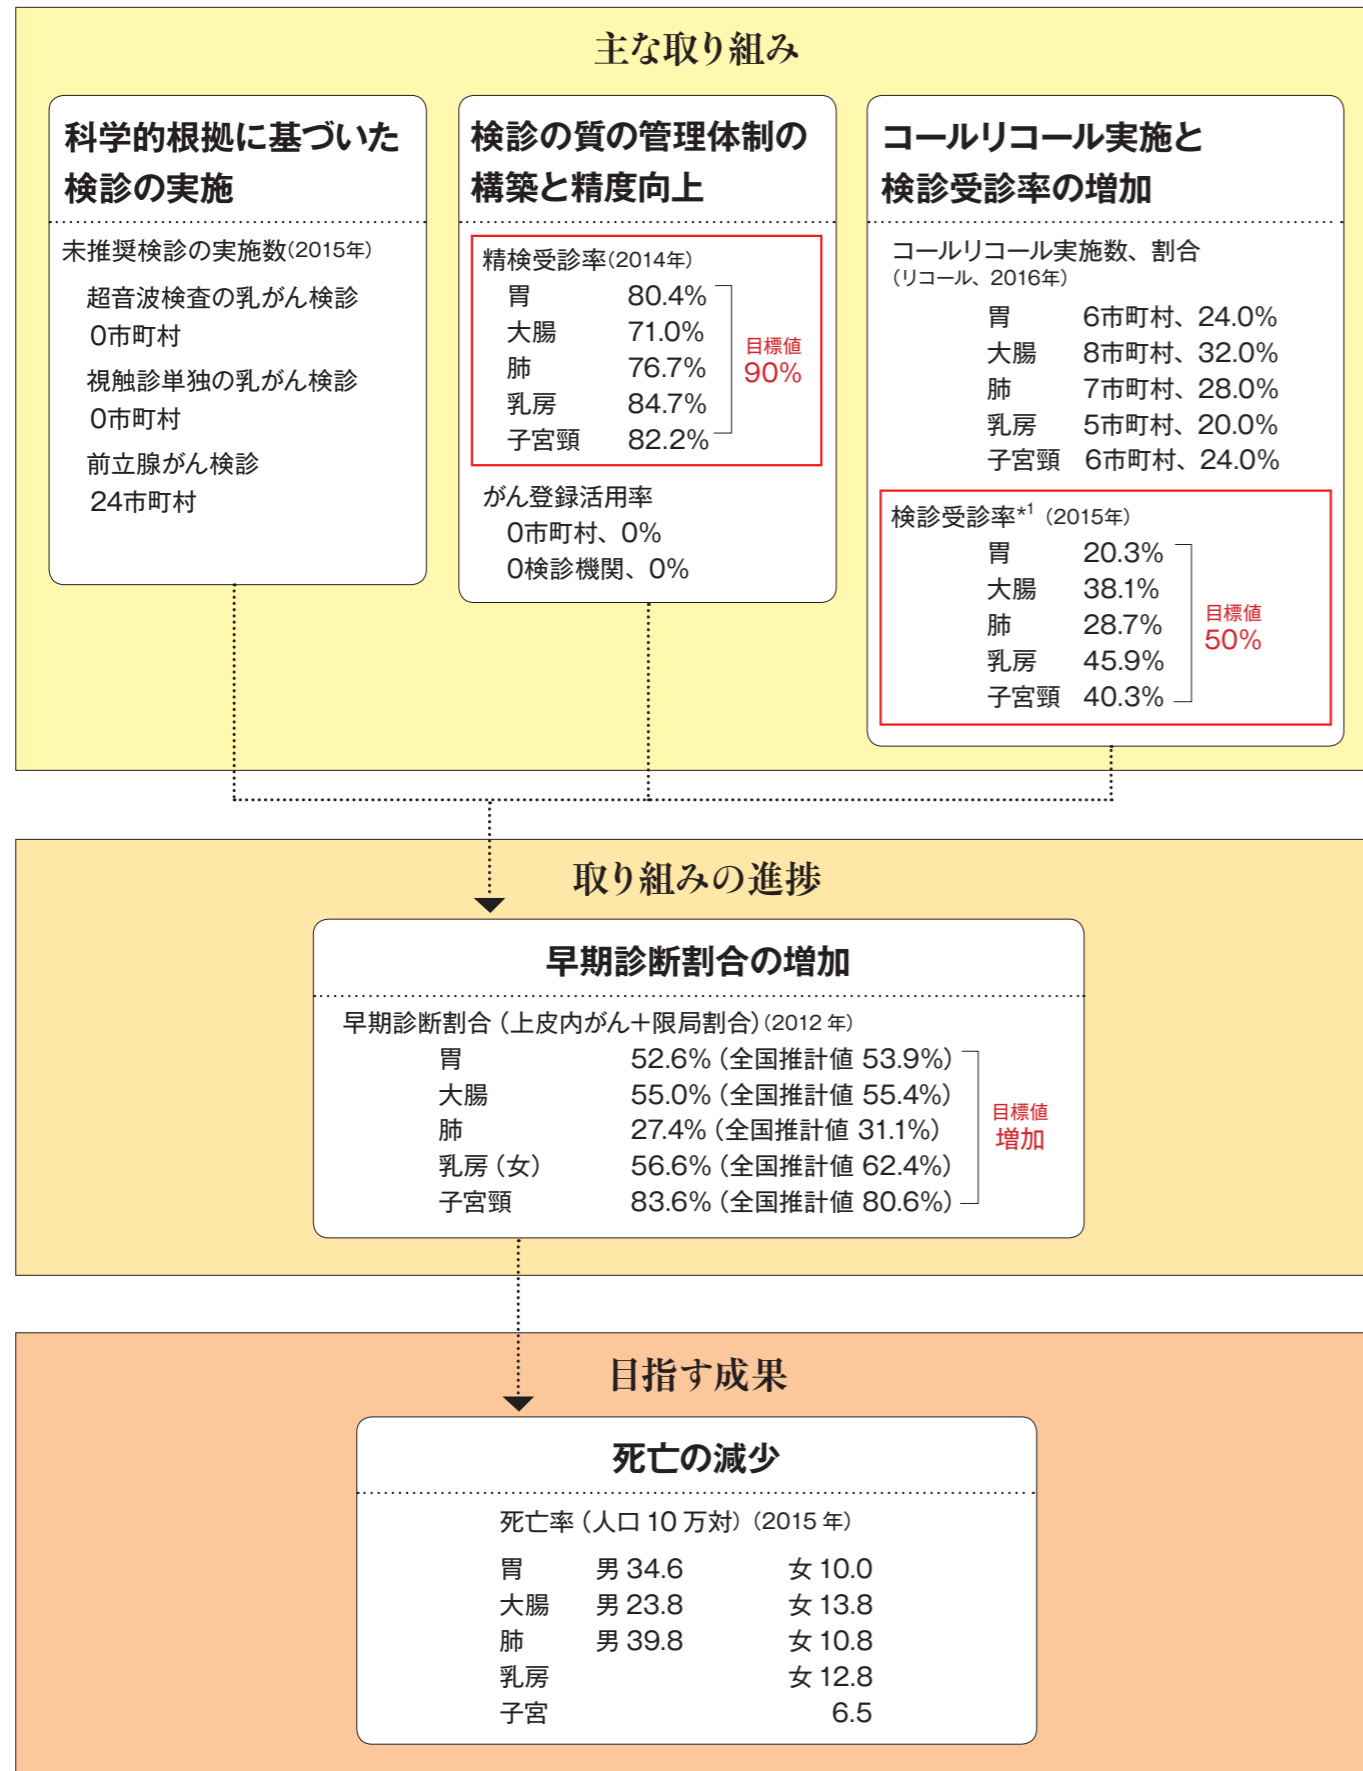 主な取り組み
科学的根拠に基づいた
検診の実施
未推奨検診の実施数(2015年)
超音波検査の乳がん検診
0市町村
視触診単独の乳がん検診
0市町村
前立腺がん検診
24市町村
検診の質の管理体制の
構築と精度向上
精検受診率(2014年)
胃 80.4%
大腸 71.0%
肺 76.7%
乳房 84.7%
子宮頸 82.2%
目標値
90%
がん登録活用率
0市町村、0%
0検診機関、0%
コールリコール実施と
検診受診率の増加
コールリコール実施数、割合
(リコール、2016年)
胃 6市町村、24.0%
大腸 8市町村、32.0%
肺 7市町村、28.0%
乳房 5市町村、20.0%
子宮頸 6市町村、24.0%
検診受診率*1 (2015年)
胃 20.3%
大腸 38.1%
肺 28.7%
乳房 45.9%
子宮頸 40.3%
目標値
50%
取り組みの進捗
早期診断割合の増加
早期診断割合(上皮内がん+限局割合)(2012年)
胃 52.6%(全国推計値 53.9%)
大腸 55.0%(全国推計値 55.4%)
肺 27.4%(全国推計値 31.1%)
乳房(女) 56.6%(全国推計値 62.4%)
子宮頸 83.6%(全国推計値 80.6%)
目標値
増加
目指す成果
死亡の減少
死亡率(人口10万対)(2015年)
胃 男34.6 女10.0
大腸 男23.8 女13.8
肺 男39.8 女10.8
乳房 女12.8
子宮 6.5